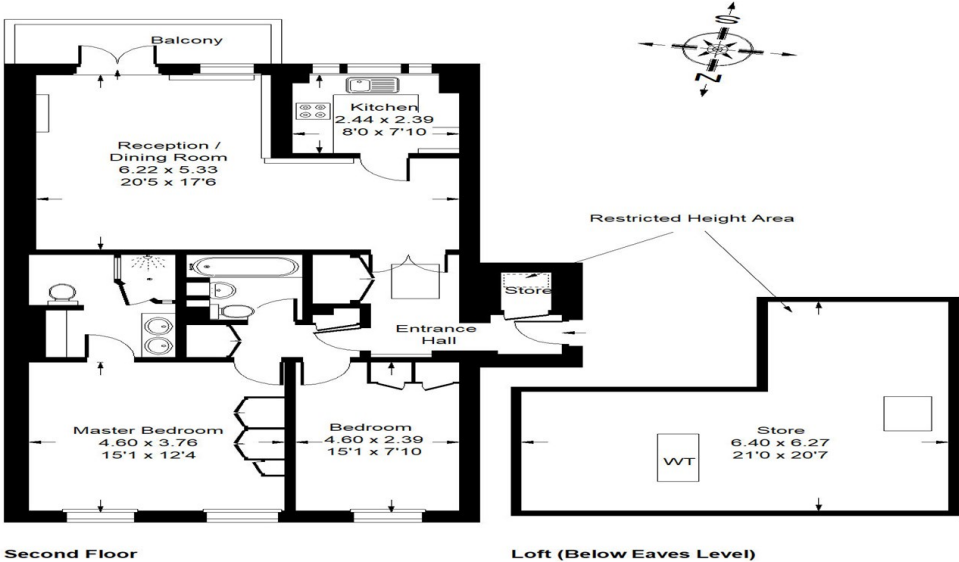 Balcony
S
N
Kitchen
2.44 x 2.39
8'0 x 7'10
Reception /
Dining Room
6.22 x 5.33
20'5 x 17'6
Restricted Height Area
Store
Entrance
Hall
Master Bedroom
4.60 x 3.76
15'1 x 12'4
Bedroom
4.60 x 2.39
15'1 x 7'10
Store
6.40 x 6.27
21'0 x 20'7
WT
Second Floor
Loft (Below Eaves Level)